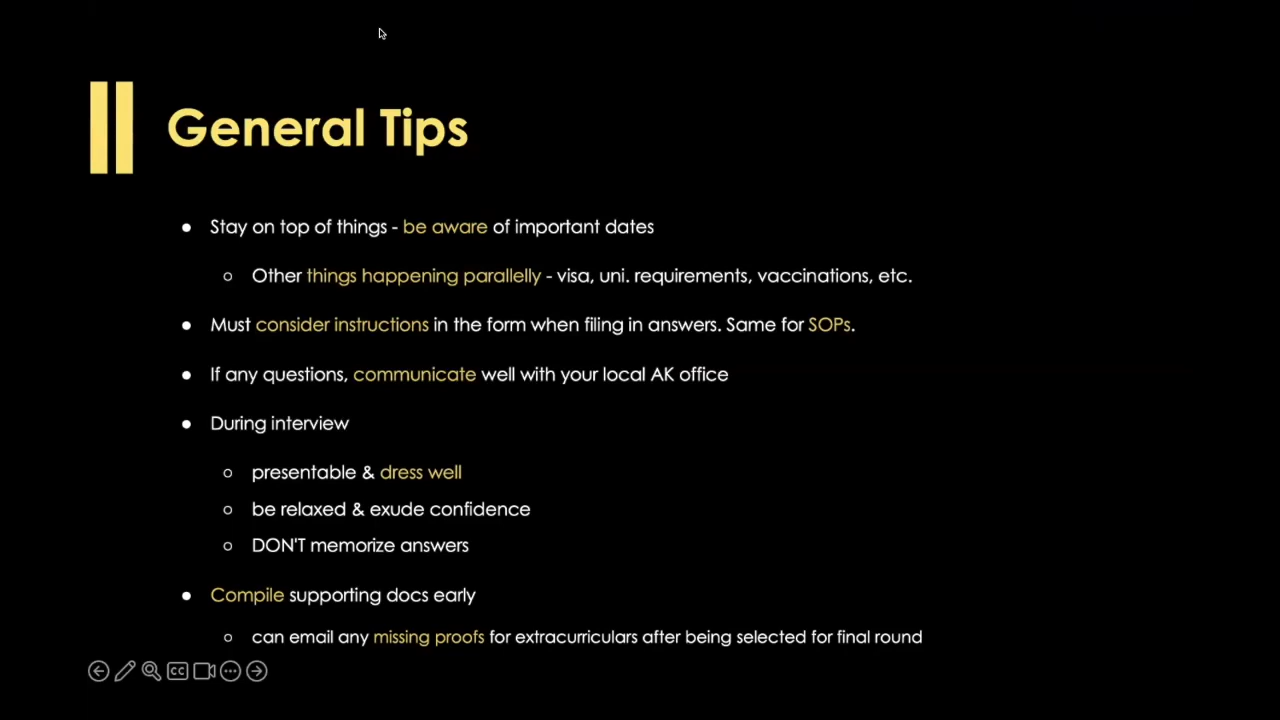 General Tips
● Stay on top of things - be aware of important dates
○ Other things happening parallelly - visa, uni. requirements, vaccinations, etc.
● Must consider instructions in the form when filing in answers. Same for SOPs.
● If any questions, communicate well with your local AK office
● During interview
○ presentable & dress well
○ be relaxed & exude confidence
○ DON'T memorize answers
● Compile supporting docs early
○ can email any missing proofs for extracurriculars after being selected for final round
CC